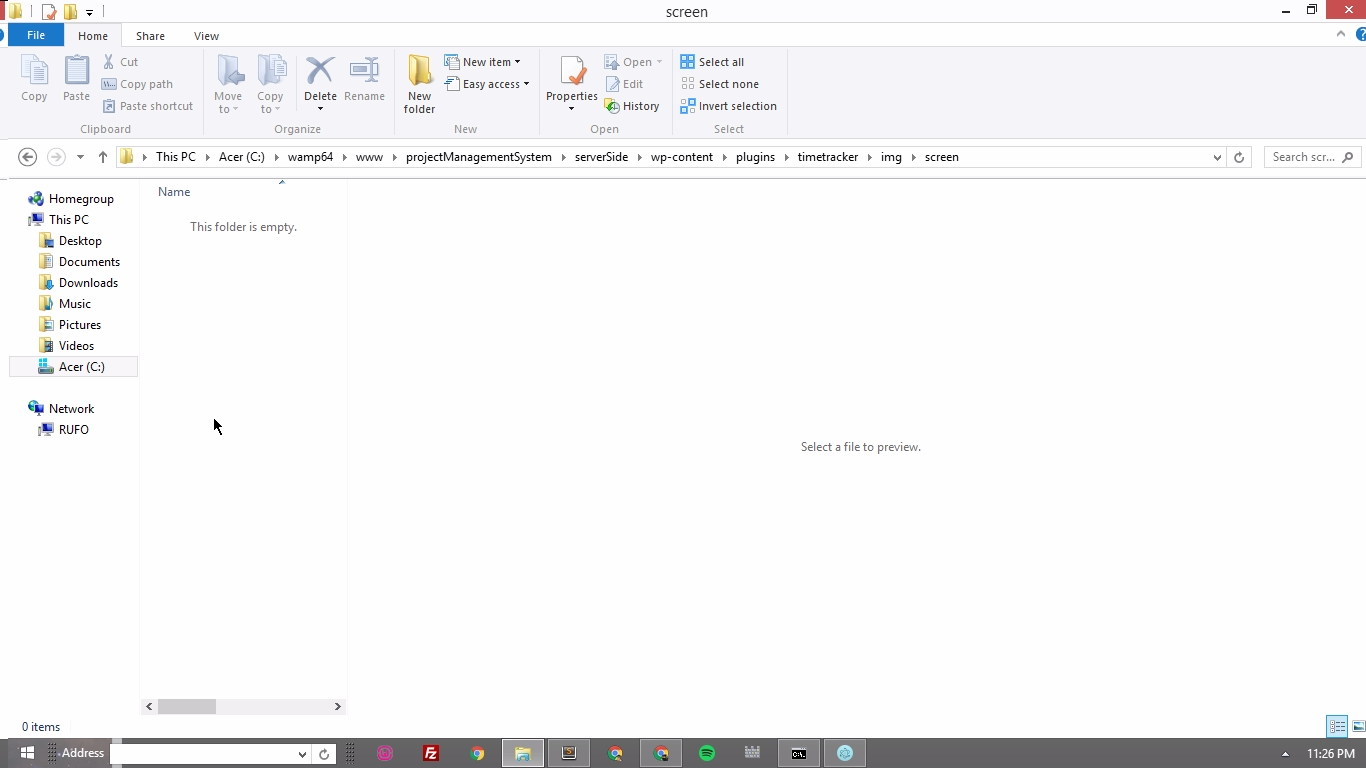 screen
File Home Share View
Copy
Paste
Cut
Copy path
Paste shortcut
Clipboard
Move to
Copy to
Delete
Rename
Organize
New folder
New item
Easy access
New
Properties
Open
Edit
History
Open
Select all
Select none
Invert selection
Select
This PC Acer (C:) wamp64 www projectManagementSystem serverSide wp-content plugins timetracker img screen
Search scr...
Homegroup
This PC
Desktop
Documents
Downloads
Music
Pictures
Videos
Acer (C:)
Network
RUFO
Name
This folder is empty.
Select a file to preview.
0 items
Address
11:26 PM